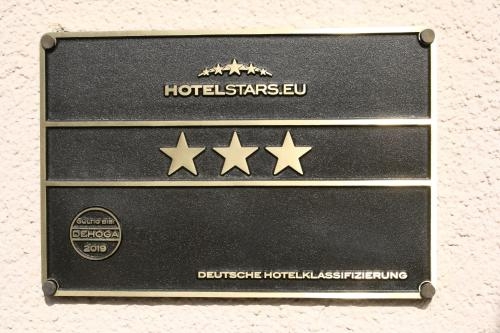 HOTELSTARS.EU
GÜLTIG BIS
DEHOGA
2019
DEUTSCHE HOTELKLASSIFIZIERUNG